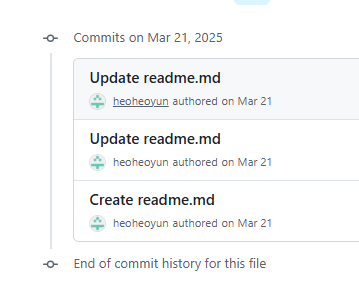 Commits on Mar 21, 2025
Update readme.md
heoheoyun authored on Mar 21
Update readme.md
heoheoyun authored on Mar 21
Create readme.md
heoheoyun authored on Mar 21
End of commit history for this file